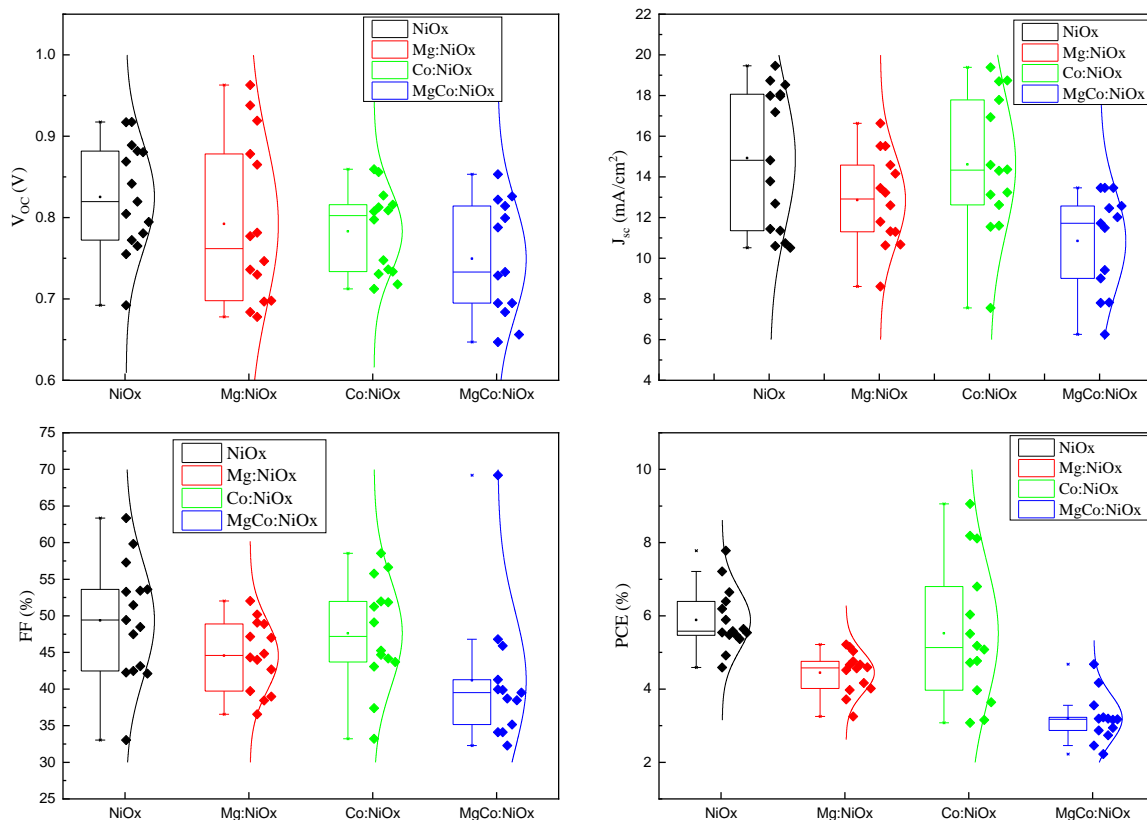 1.0
0.9
0.8
0.7
0.6
V_OC (V)
NiOx
Mg:NiOx
Co:NiOx
MgCo:NiOx
NiOx
Mg:NiOx
Co:NiOx
MgCo:NiOx
20
18
16
14
12
10
8
6
4
J_sc (mA/cm²)
NiOx
Mg:NiOx
Co:NiOx
MgCo:NiOx
NiOx
Mg:NiOx
Co:NiOx
MgCo:NiOx
75
70
65
60
55
50
45
40
35
30
25
FF (%)
NiOx
Mg:NiOx
Co:NiOx
MgCo:NiOx
NiOx
Mg:NiOx
Co:NiOx
MgCo:NiOx
10
8
6
4
2
PCE (%)
NiOx
Mg:NiOx
Co:NiOx
MgCo:NiOx
NiOx
Mg:NiOx
Co:NiOx
MgCo:NiOx